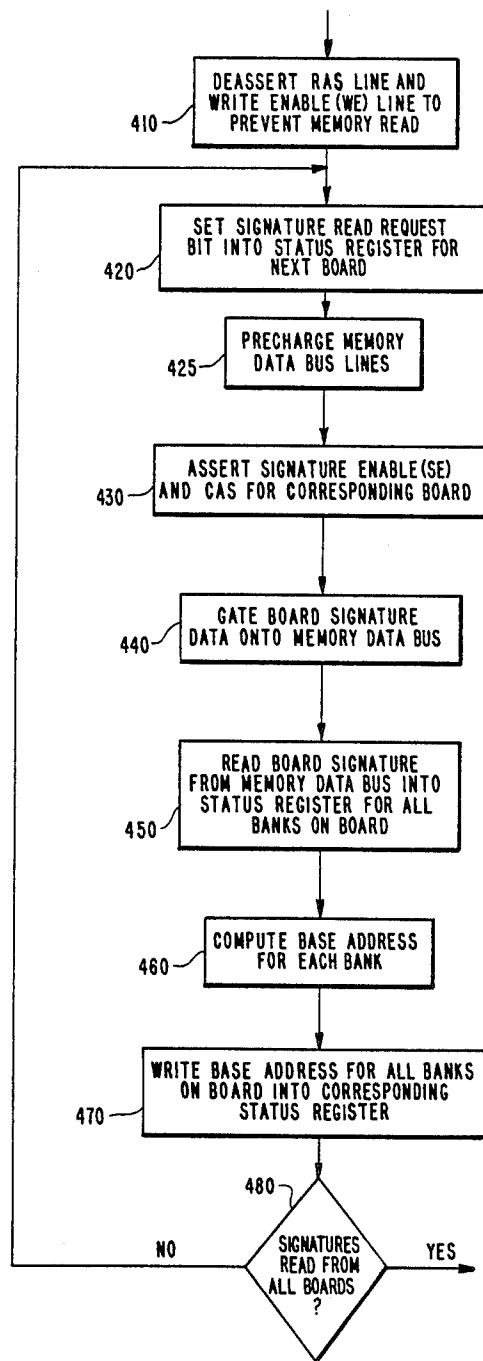 DEASSERT RAS LINE AND
WRITE ENABLE (WE) LINE TO
PREVENT MEMORY READ
410
SET SIGNATURE READ REQUEST
BIT INTO STATUS REGISTER FOR
NEXT BOARD
420
PRECHARGE MEMORY
DATA BUS LINES
425
ASSERT SIGNATURE ENABLE (SE)
AND CAS FOR CORRESPONDING BOARD
430
GATE BOARD SIGNATURE
DATA ONTO MEMORY DATA BUS
440
READ BOARD SIGNATURE
FROM MEMORY DATA BUS INTO
STATUS REGISTER FOR ALL
BANKS ON BOARD
450
COMPUTE BASE ADDRESS
FOR EACH BANK
460
WRITE BASE ADDRESS FOR ALL BANKS
ON BOARD INTO CORRESPONDING
STATUS REGISTER
470
480
NO
SIGNATURES
READ FROM
ALL BOARDS
?
YES